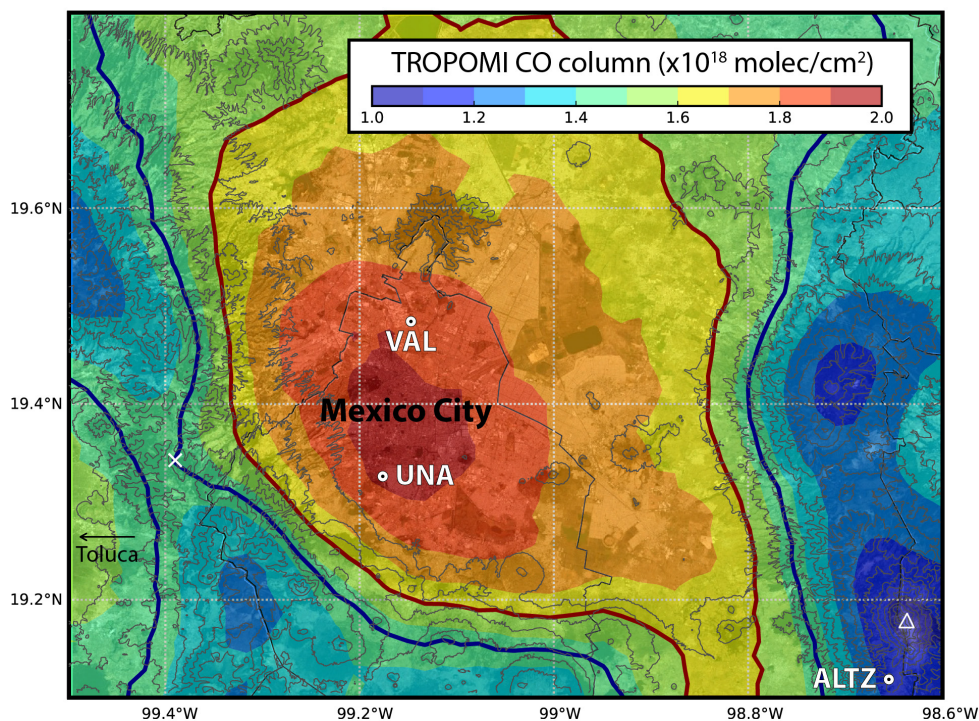 TROPOMI CO column (x10¹⁸ molec/cm²)
1.0 1.2 1.4 1.6 1.8 2.0
19.6°N
VAL
19.4°N
Mexico City
UNA
Toluca
19.2°N
ALTZ
99.4°W 99.2°W 99°W 98.8°W 98.6°W